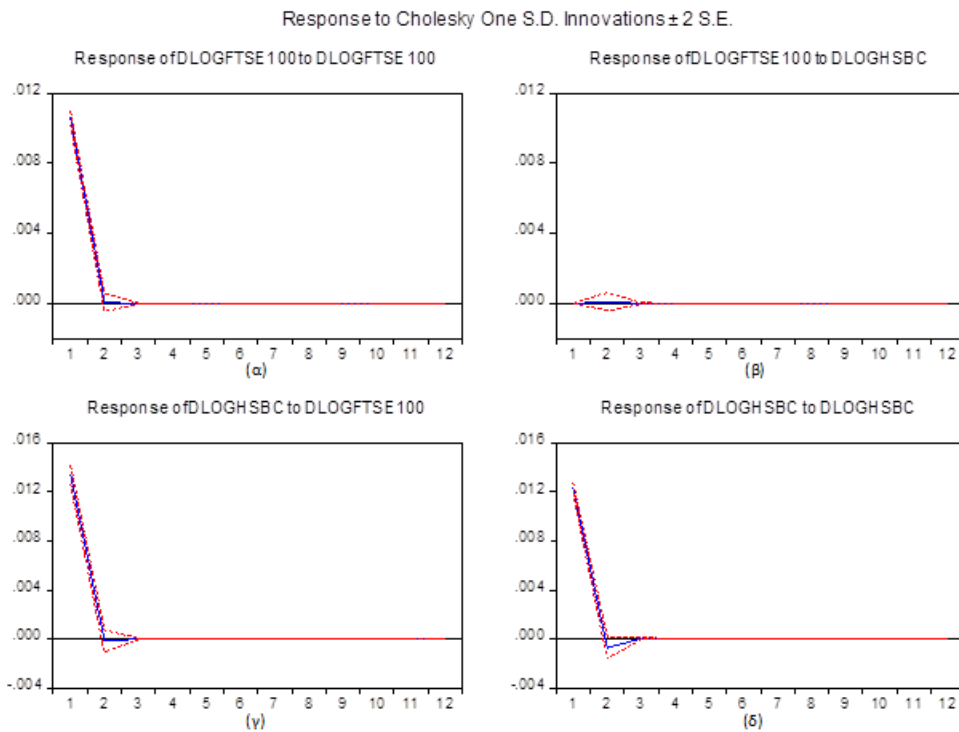 Response to Cholesky One S.D. Innovations ± 2 S.E.
Response of DLOGFTSE100 to DLOGFTSE100
.012
.008
.004
.000
1 2 3 4 5 6 7 8 9 10 11 12
(α)
Response of DLOGFTSE100 to DLOGHSBC
.012
.008
.004
.000
1 2 3 4 5 6 7 8 9 10 11 12
(β)
Response of DLOGHSBC to DLOGFTSE100
.016
.012
.008
.004
.000
-.004
1 2 3 4 5 6 7 8 9 10 11 12
(γ)
Response of DLOGHSBC to DLOGHSBC
.016
.012
.008
.004
.000
-.004
1 2 3 4 5 6 7 8 9 10 11 12
(δ)